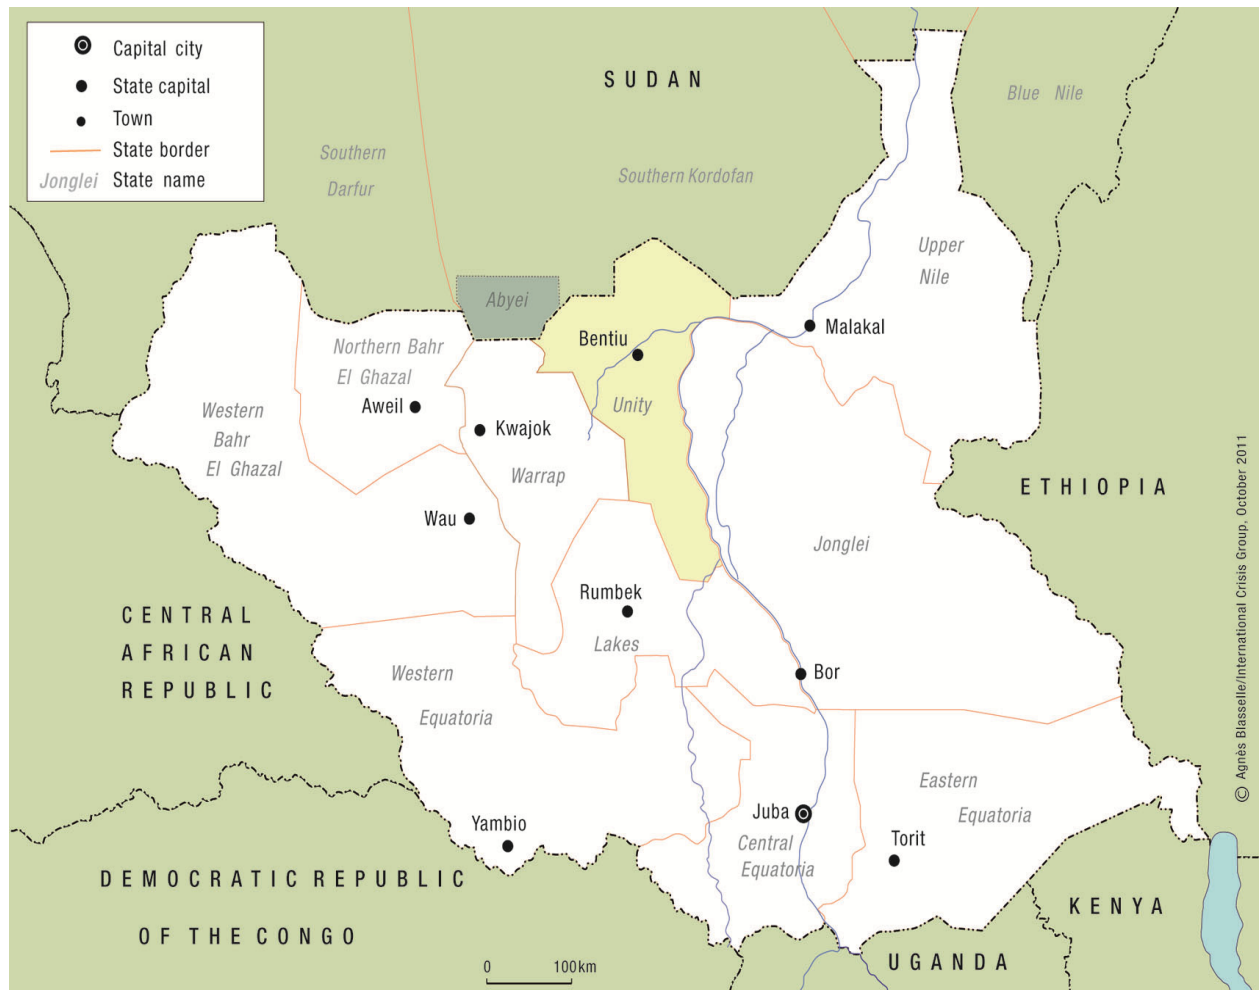 Capital city
State capital
Town
State border
Jonglei State name
SUDAN
Blue Nile
Southern
Darfur
Southern Kordofan
Upper
Nile
Abyei
Malakal
Bentiu
Northern Bahr
El Ghazal
Unity
Western
Bahr
El Ghazal
Aweil
Kwajok
Warrap
ETHIOPIA
Wau
Jonglei
Rumbek
Lakes
CENTRAL
AFRICAN
REPUBLIC
Western
Equatoria
Bor
Eastern
Equatoria
Juba
Central
Equatoria
Yambio
Torit
DEMOCRATIC REPUBLIC
OF THE CONGO
KENYA
UGANDA
0 100km
© Agnès Blasselle/International Crisis Group, October 2011